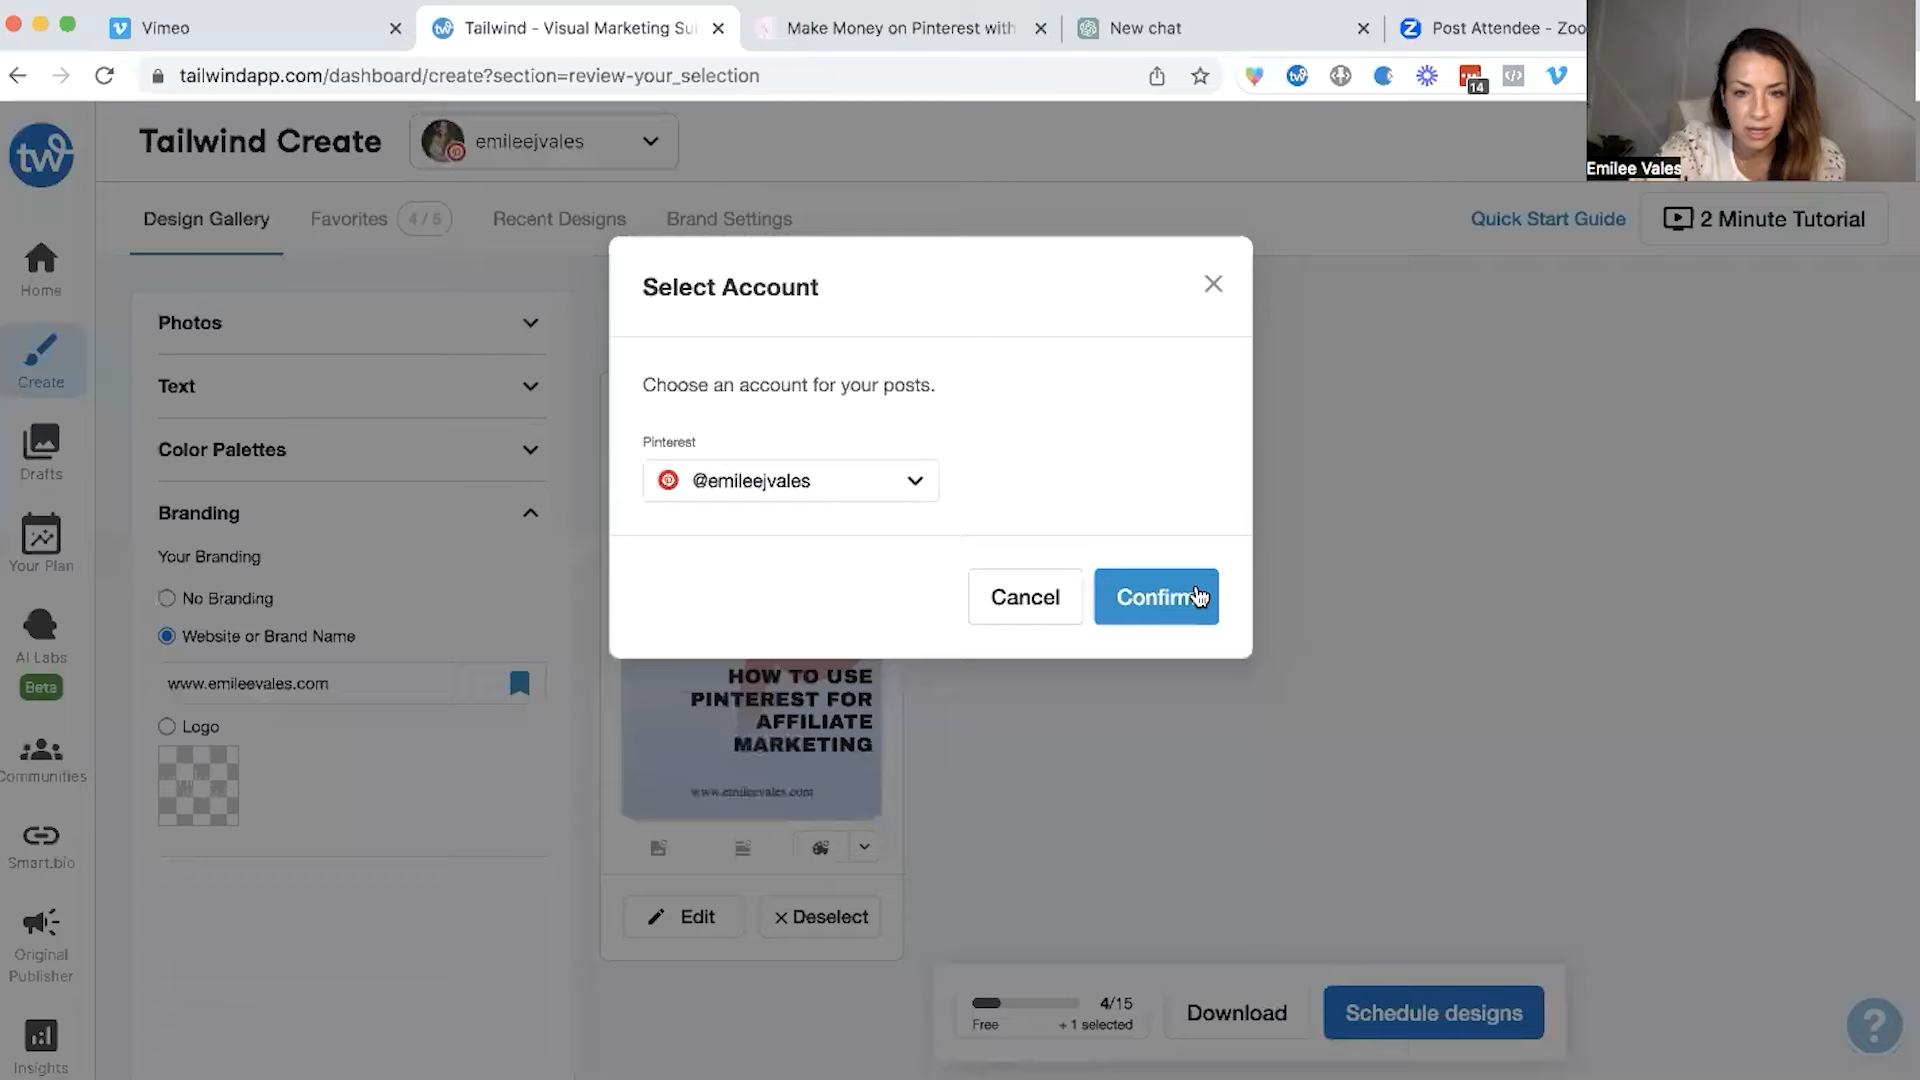 Vimeo
Tailwind - Visual Marketing Sui
Make Money on Pinterest with
New chat
Post Attendee - Zoo
tailwindapp.com/dashboard/create?section=review-your_selection
14
Emilee Vales
tw
Tailwind Create
emileejvales
Design Gallery
Favorites 4 / 5
Recent Designs
Brand Settings
Quick Start Guide
2 Minute Tutorial
Home
Create
Drafts
Your Plan
AI Labs
Beta
Communities
Smart.bio
Original
Publisher
Insights
Photos
Text
Color Palettes
Branding
Your Branding
No Branding
Website or Brand Name
www.emileevales.com
Logo
Select Account
Choose an account for your posts.
Pinterest
@emileejvales
Cancel
Confirm
HOW TO USE
PINTEREST FOR
AFFILIATE
MARKETING
www.emileevales.com
Edit
Deselect
4/15
Free
+ 1 selected
Download
Schedule designs
?